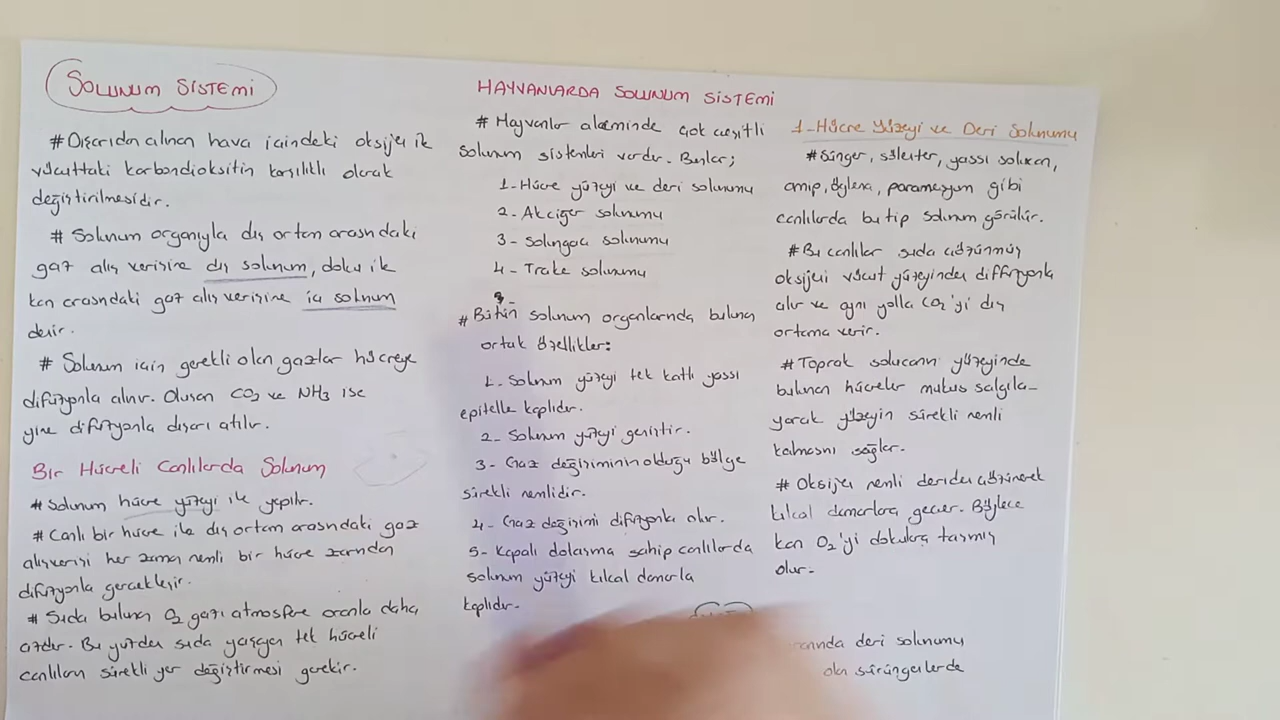 SOLUNUM SİSTEMİ
# Dışarıdan alınan hava içindeki oksijen ile
vücuttaki karbondioksitin karşılıklı olarak
değiştirilmesidir.
# Solunum organıyla dış ortam arasındaki
gaz alış verişine dış solunum, doku ile
kan arasındaki gaz alış verişine iç solunum
denir.
# Solunum için gerekli olan gazlar hücreye
difüzyonla alınır. Oluşan CO2 ve NH3 ise
yine difüzyonla dışarı atılır.
Bir Hücreli Canlılarda Solunum
# Solunum hücre yüzeyi ile yapılır.
# Canlı bir hücre ile dış ortam arasındaki gaz
alışverişi her zaman nemli bir hücre zarından
difüzyonla gerçekleşir.
# Suda bulunan O2 gazı atmosfere oranla daha
azdır. Bu yüzden suda yaşayan tek hücreli
canlıların sürekli yer değiştirmesi gerekir.
HAYVANLARDA SOLUNUM SİSTEMİ
# Hayvanlar aleminde çok çeşitli
solunum sistemleri vardır. Bunlar;
1- Hücre yüzeyi ve deri solunumu
2- Akciğer solunumu
3- Solungaç solunumu
4- Trake solunumu
# Bütün solunum organlarında bulunan
ortak özellikler:
1- Solunum yüzeyi tek katlı yassı
epitelle kaplıdır.
2- Solunum yüzeyi geniştir.
3- Gaz değişiminin olduğu bölge
sürekli nemlidir.
4- Gaz değişimi difüzyonla olur.
5- Kapalı dolaşıma sahip canlılarda
solunum yüzeyi kılcal damarla
kaplıdır.
1-Hücre Yüzeyi ve Deri Solunumu
# Sünger, sölenter, yassı solucan,
amip, öglena, paramesyum gibi
canlılarda bu tip solunum görülür.
# Bu canlılar suda çözünmüş
oksijeni vücut yüzeyinden difüzyonla
alır ve aynı yolla CO2'yi dış
ortama verir.
# Toprak solucanın yüzeyinde
bulunan hücreler mukus salgıla-
yarak yüzeyin sürekli nemli
kalmasını sağlar.
# Oksijen nemli deriden çözünerek
kılcal damarlara geçer. Böylece
kan O2'yi dokulara taşımış
olur.
deri solunumu
olan sürüngenlerde